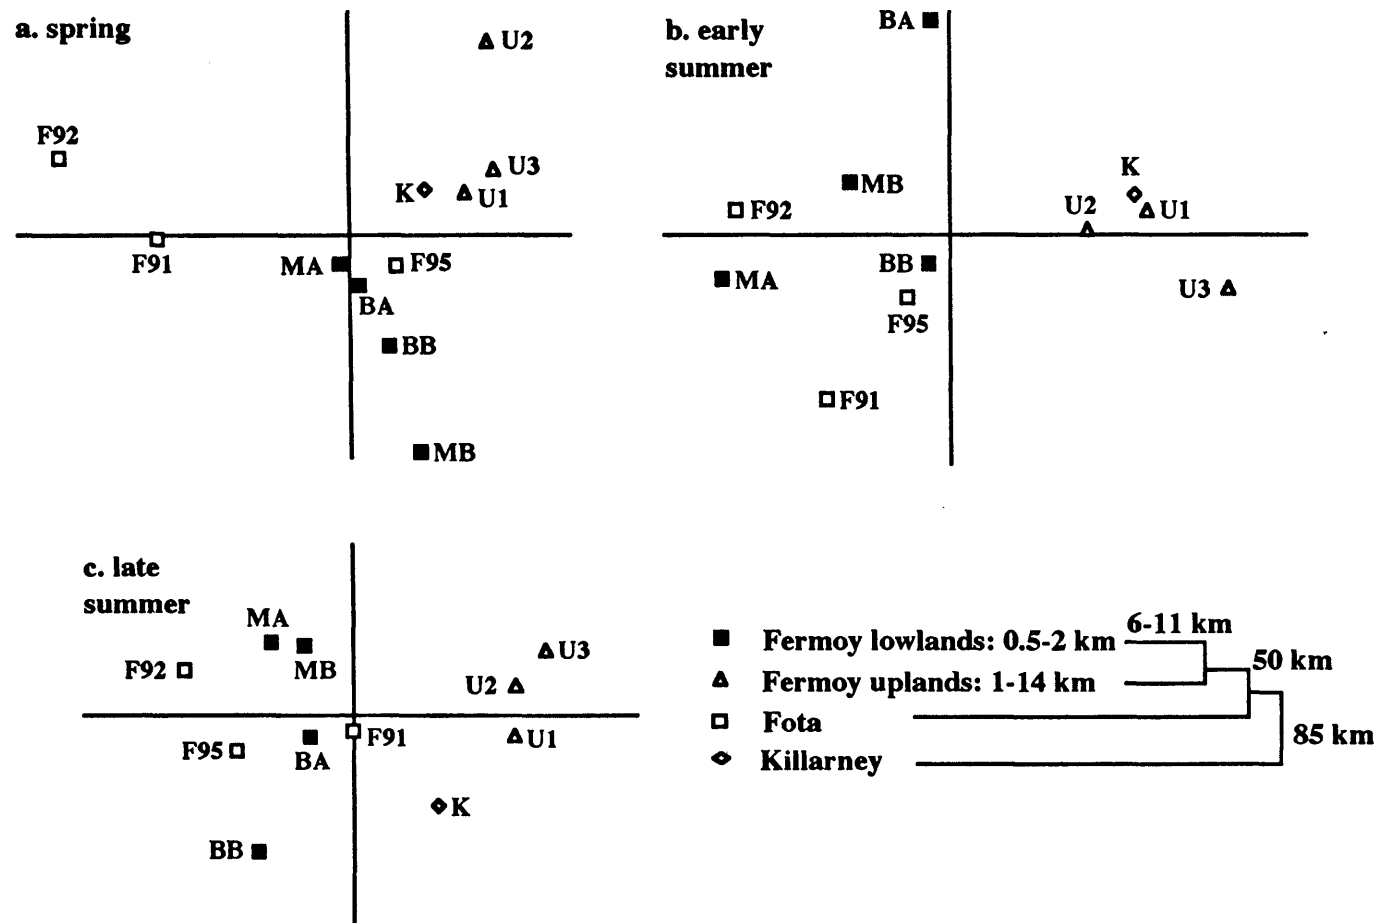 a. spring
U2
F92
U3
K
U1
F91
MA
F95
BA
BB
MB
b. early
summer
BA
K
MB
F92
U2
U1
BB
MA
U3
F95
F91
c. late
summer
MA
F92
MB
U3
U2
F95
BA
F91
U1
K
BB
6-11 km
Fermoy lowlands: 0.5-2 km
50 km
Fermoy uplands: 1-14 km
Fota
85 km
Killarney